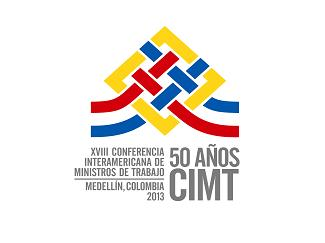 XVIII CONFERENCIA
INTERAMERICANA DE
MINISTROS DE TRABAJO
MEDELLÍN, COLOMBIA
2013
50 AÑOS
CIMT